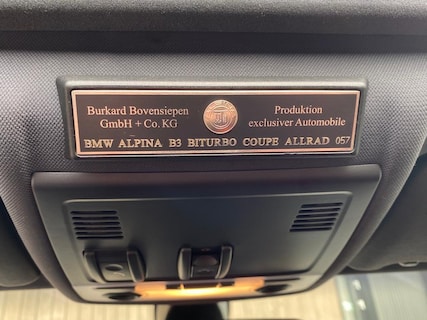 Burkard Bovensiepen
GmbH + Co. KG
Produktion
exclusiver Automobile
BMW ALPINA B3 BITURBO COUPE ALLRAD 057